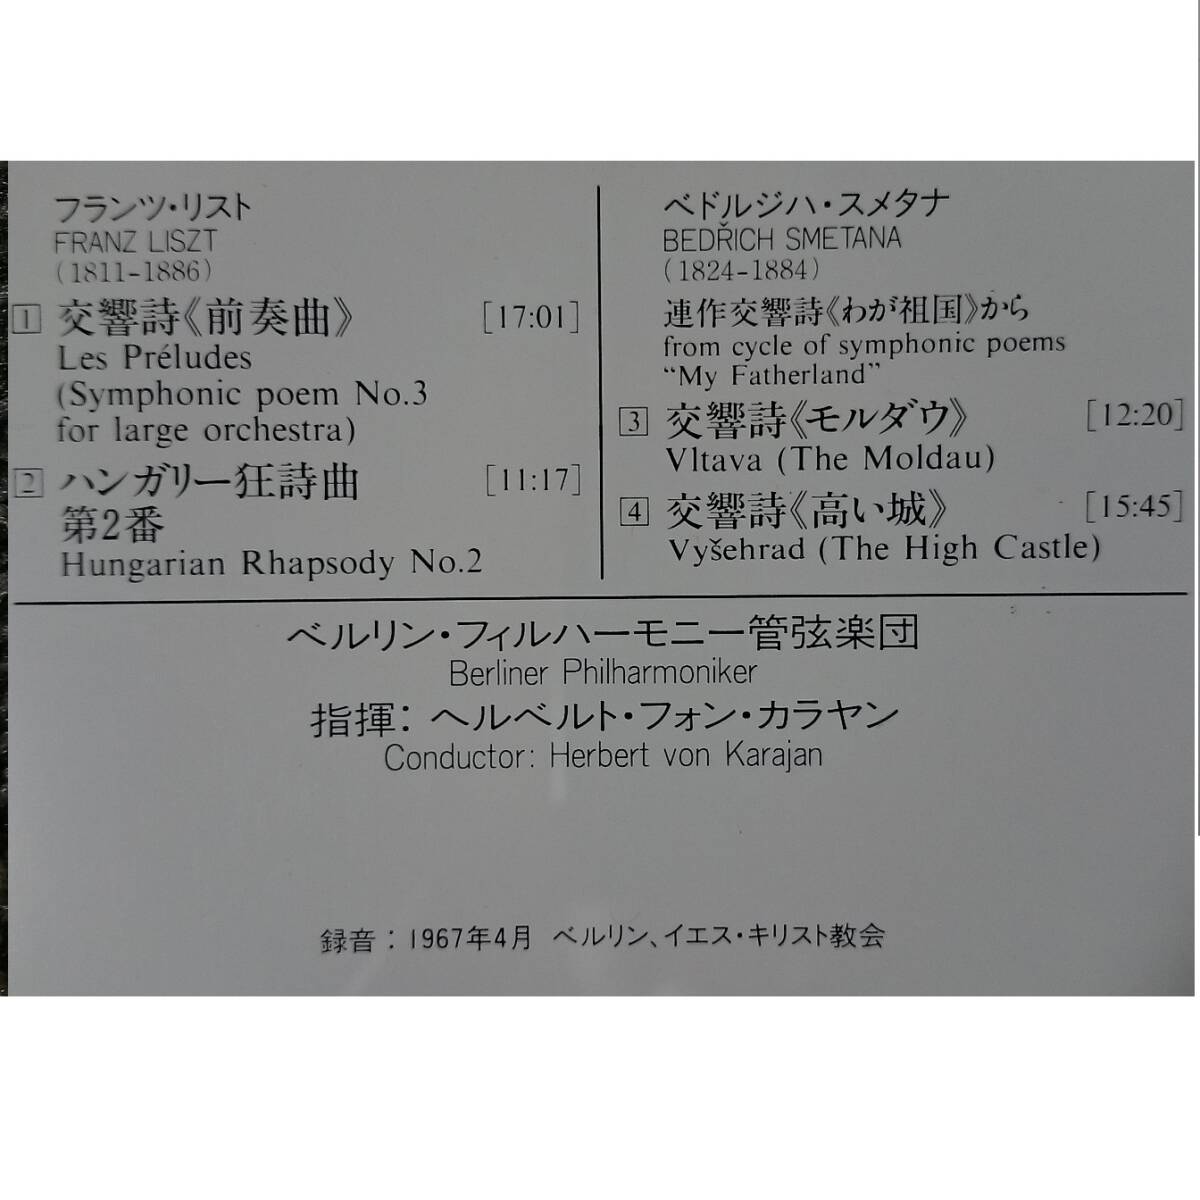 フランツ・リスト
FRANZ LISZT
(1811-1886)
1 交響詩《前奏曲》 [17:01]
Les Préludes
(Symphonic poem No.3
for large orchestra)
2 ハンガリー狂詩曲 [11:17]
第2番
Hungarian Rhapsody No.2
ベドルジハ・スメタナ
BEDŘICH SMETANA
(1824-1884)
連作交響詩《わが祖国》から
from cycle of symphonic poems
“My Fatherland”
3 交響詩《モルダウ》 [12:20]
Vltava (The Moldau)
4 交響詩《高い城》 [15:45]
Vyšehrad (The High Castle)
ベルリン・フィルハーモニー管弦楽団
Berliner Philharmoniker
指揮：ヘルベルト・フォン・カラヤン
Conductor: Herbert von Karajan
録音：1967年4月 ベルリン、イエス・キリスト教会